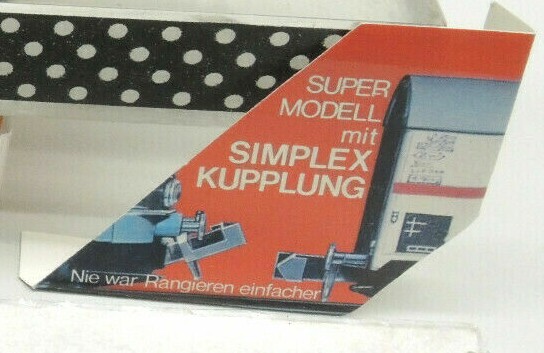 SUPER
MODELL
mit
SIMPLEX
KUPPLUNG
Nie war Rangieren einfacher